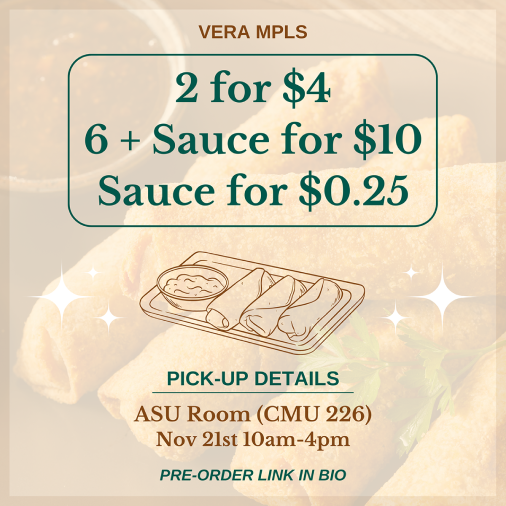 VERA MPLS
2 for $4
6 + Sauce for $10
Sauce for $0.25
PICK-UP DETAILS
ASU Room (CMU 226)
Nov 21st 10am-4pm
PRE-ORDER LINK IN BIO